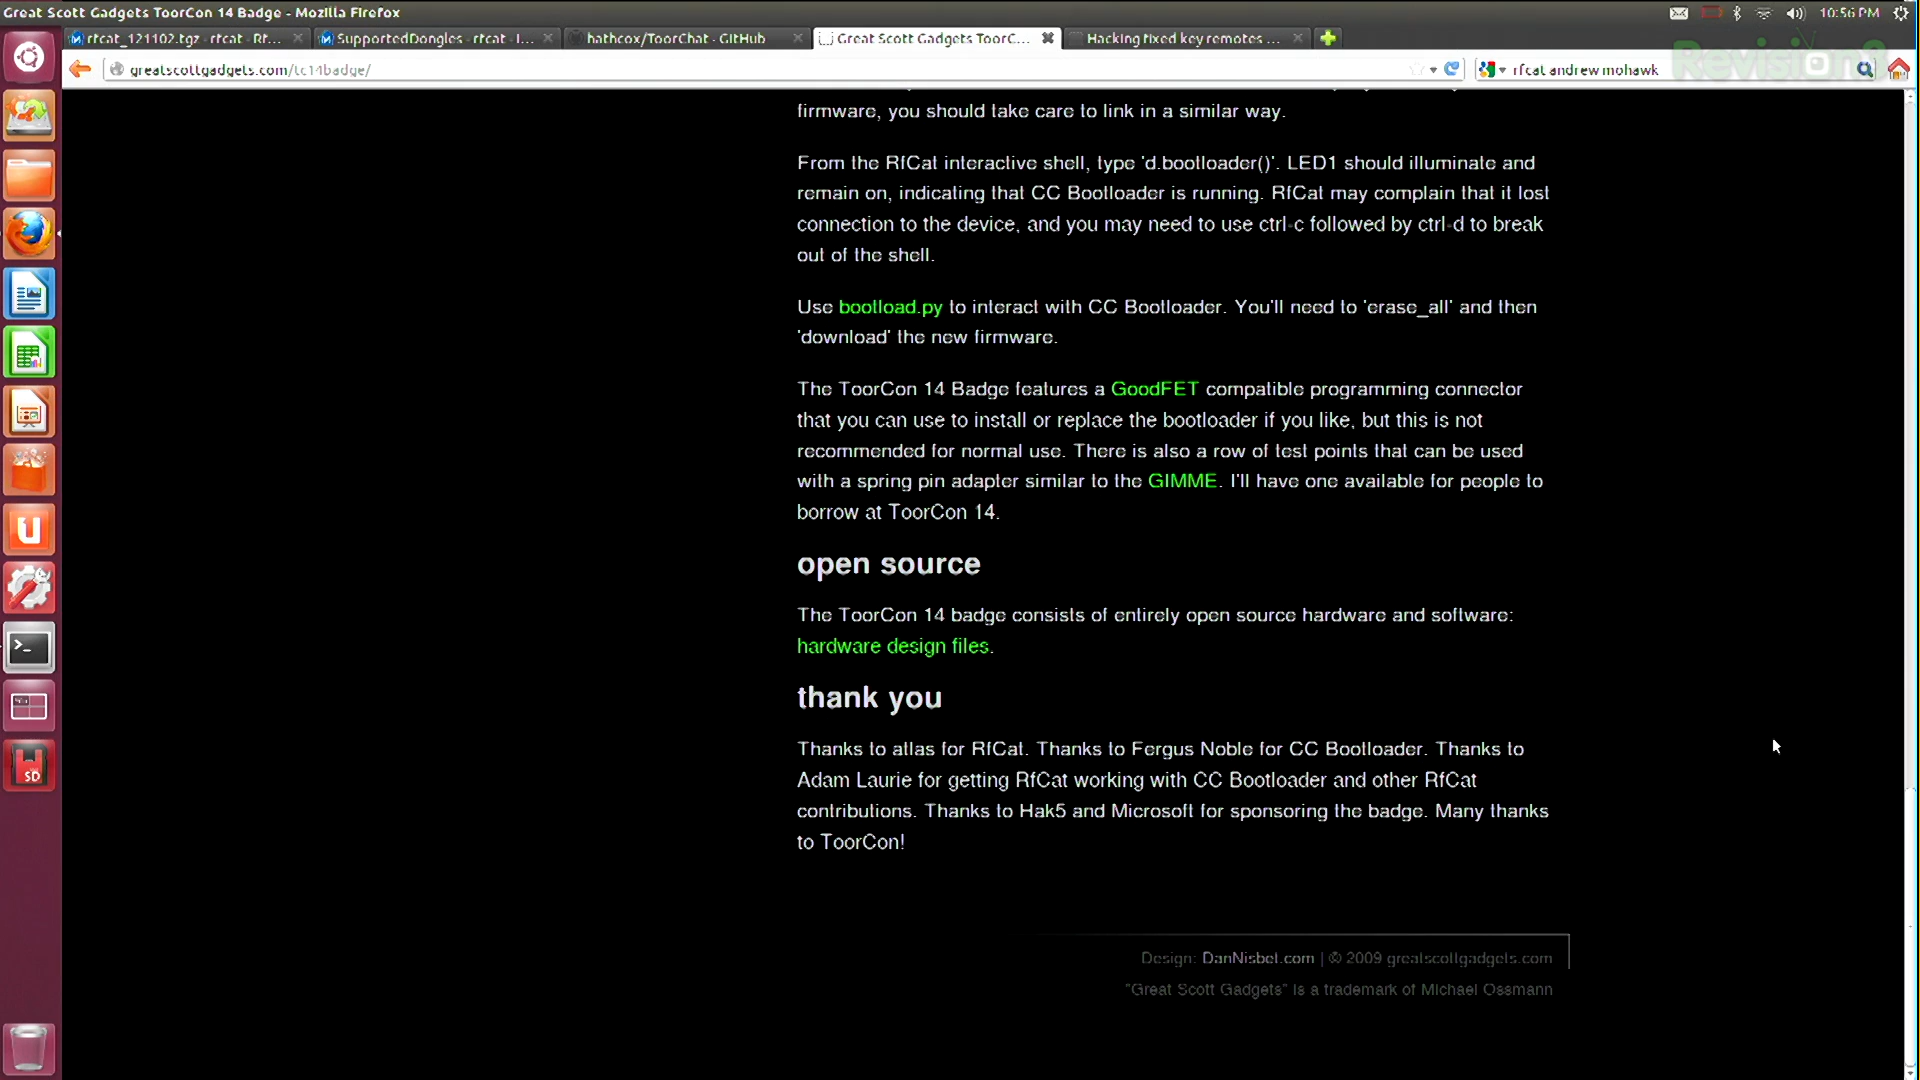 Great Scott Gadgets ToorCon 14 Badge - Mozilla Firefox
10:56 PM
rfcat_121102.tgz - rfcat - Rf...
SupportedDongles - rfcat - I...
hathcox/ToorChat · GitHub
Great Scott Gadgets ToorC...
Hacking fixed key remotes ...
Revision3
greatscottgadgets.com/tc14badge/
rfcat andrew mohawk
firmware, you should take care to link in a similar way.
From the RfCat interactive shell, type 'd.bootloader()'. LED1 should illuminate and
remain on, indicating that CC Bootloader is running. RfCat may complain that it lost
connection to the device, and you may need to use ctrl-c followed by ctrl-d to break
out of the shell.
Use bootload.py to interact with CC Bootloader. You'll need to 'erase_all' and then
'download' the new firmware.
The ToorCon 14 Badge features a GoodFET compatible programming connector
that you can use to install or replace the bootloader if you like, but this is not
recommended for normal use. There is also a row of test points that can be used
with a spring pin adapter similar to the GIMME. I'll have one available for people to
borrow at ToorCon 14.
open source
The ToorCon 14 badge consists of entirely open source hardware and software:
hardware design files.
thank you
Thanks to atlas for RfCat. Thanks to Fergus Noble for CC Bootloader. Thanks to
Adam Laurie for getting RfCat working with CC Bootloader and other RfCat
contributions. Thanks to Hak5 and Microsoft for sponsoring the badge. Many thanks
to ToorCon!
Design: DanNisbet.com | © 2009 greatscottgadgets.com
"Great Scott Gadgets" is a trademark of Michael Ossmann
U
SD